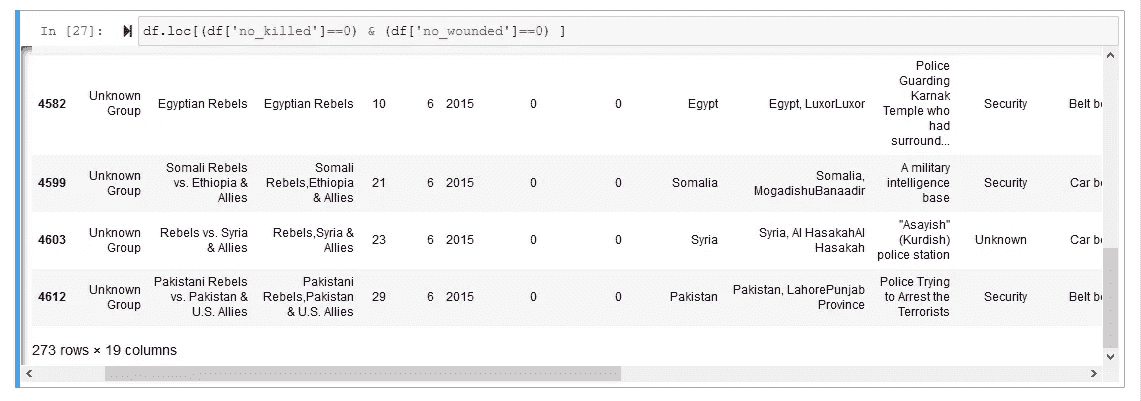 In [27]: df.loc[(df['no_killed']==0) & (df['no_wounded']==0) ]
Police
Guarding
Karnak
Temple who
had
surround...
4582 Unknown Group Egyptian Rebels Egyptian Rebels 10 6 2015 0 0 Egypt Egypt, LuxorLuxor Security Belt bo
Somali Rebels Somali A military
4599 Unknown Group vs. Ethiopia & Rebels,Ethiopia 21 6 2015 0 0 Somalia Somalia, MogadishuBanaadir intelligence Security Car bo
Allies & Allies base
"Asayish"
4603 Unknown Group Rebels vs. Syria & Allies Rebels,Syria & Allies 23 6 2015 0 0 Syria Syria, Al HasakahAl Hasakah (Kurdish) Unknown Car bo
police station
Pakistani Rebels Pakistani Police Trying
4612 Unknown Group vs. Pakistan & Rebels,Pakistan 29 6 2015 0 0 Pakistan Pakistan, LahorePunjab Province to Arrest the Security Belt bo
U.S. Allies & U.S. Allies Terrorists
273 rows × 19 columns